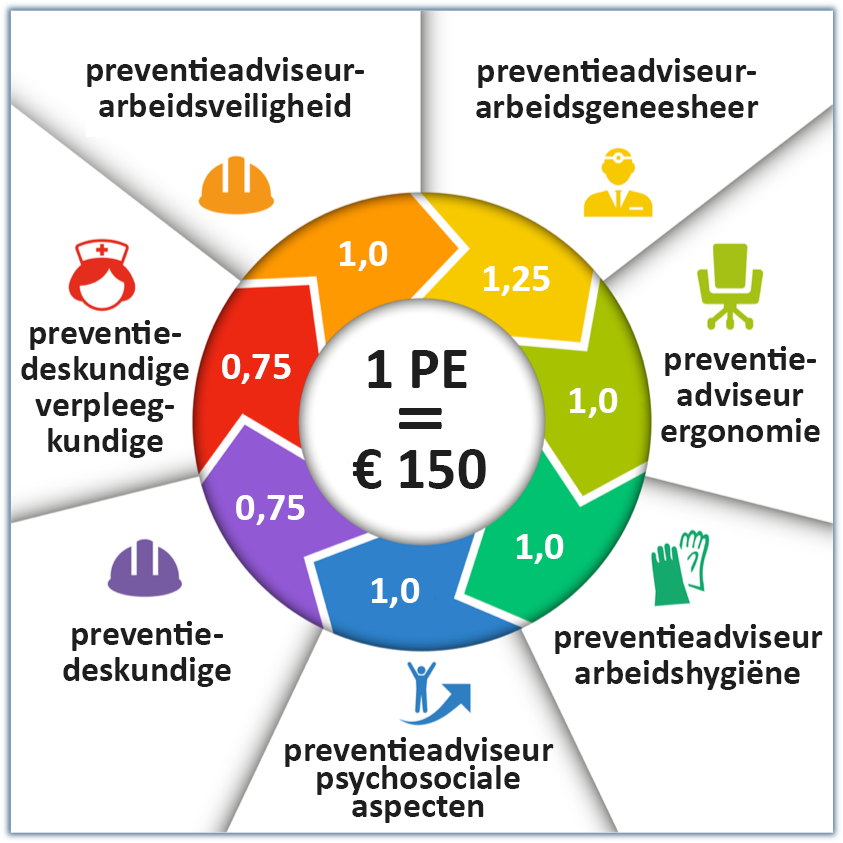 preventieadviseur-
arbeidsveiligheid
preventieadviseur-
arbeidsgeneesheer
preventie-
adviseur
ergonomie
preventieadviseur
arbeidshygiëne
preventieadviseur
psychosociale
aspecten
preventie-
deskundige
preventie-
deskundige
verpleeg-
kundige
1,0
1,25
1,0
1,0
1,0
0,75
0,75
1 PE
=
€ 150